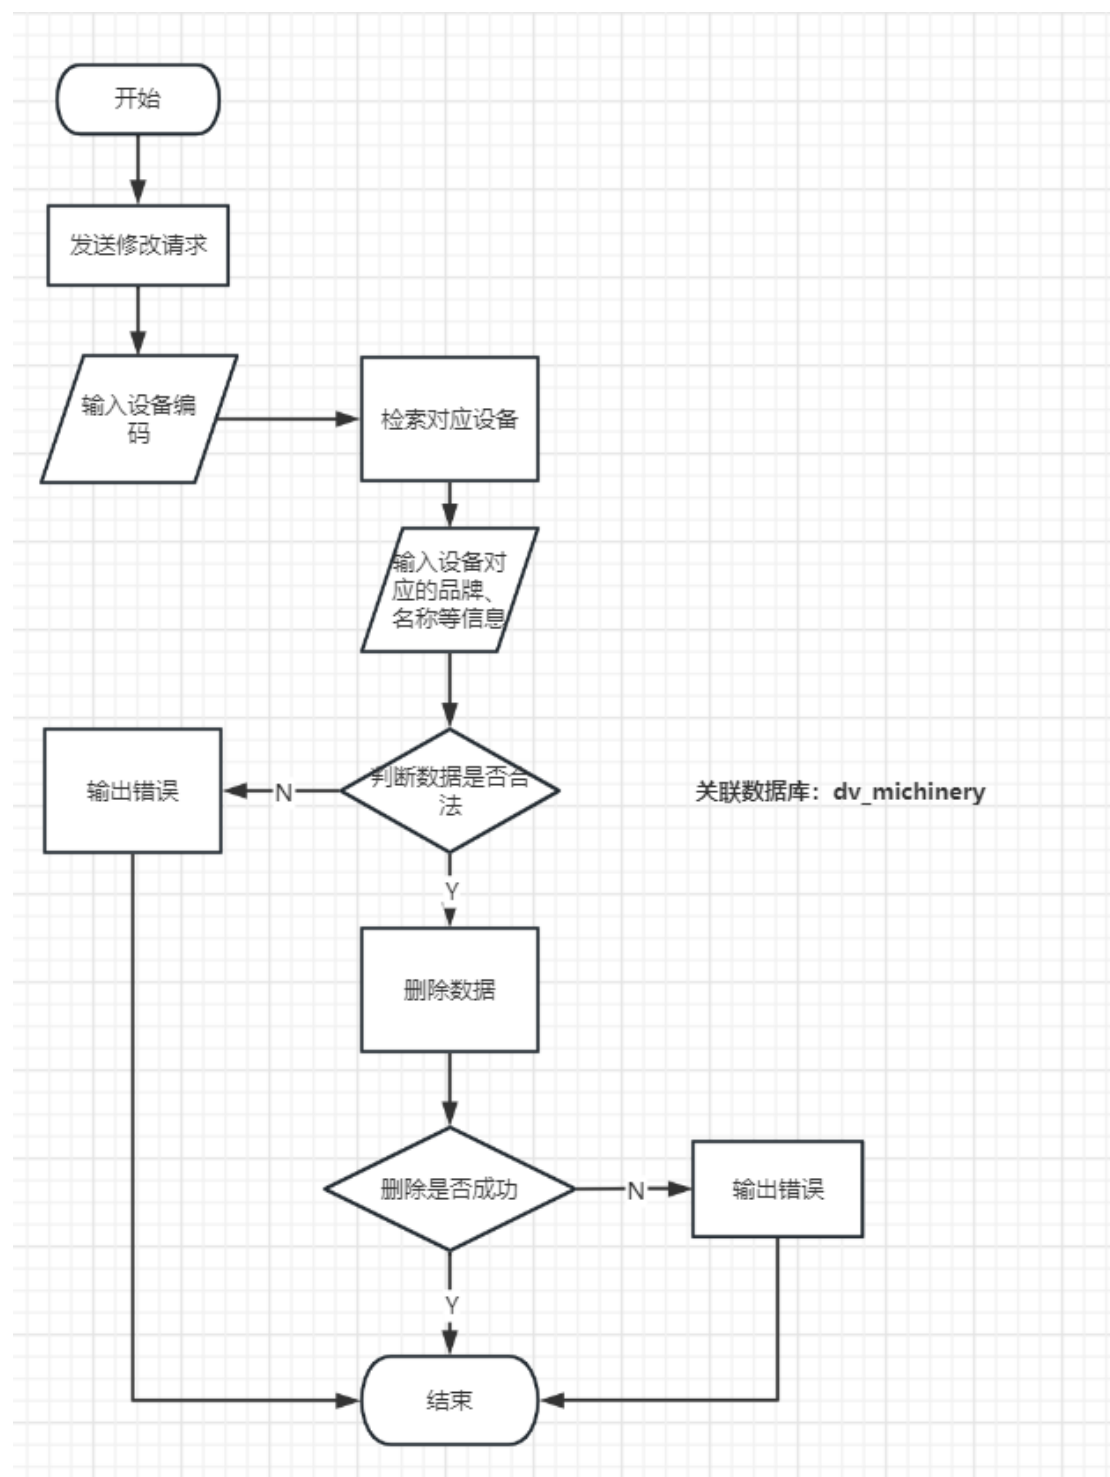 开始
发送修改请求
输入设备编
码
检索对应设备
输入设备对
应的品牌、
名称等信息
判断数据是否合
法
N
输出错误
关联数据库：dv_michinery
Y
删除数据
删除是否成功
N
输出错误
Y
结束